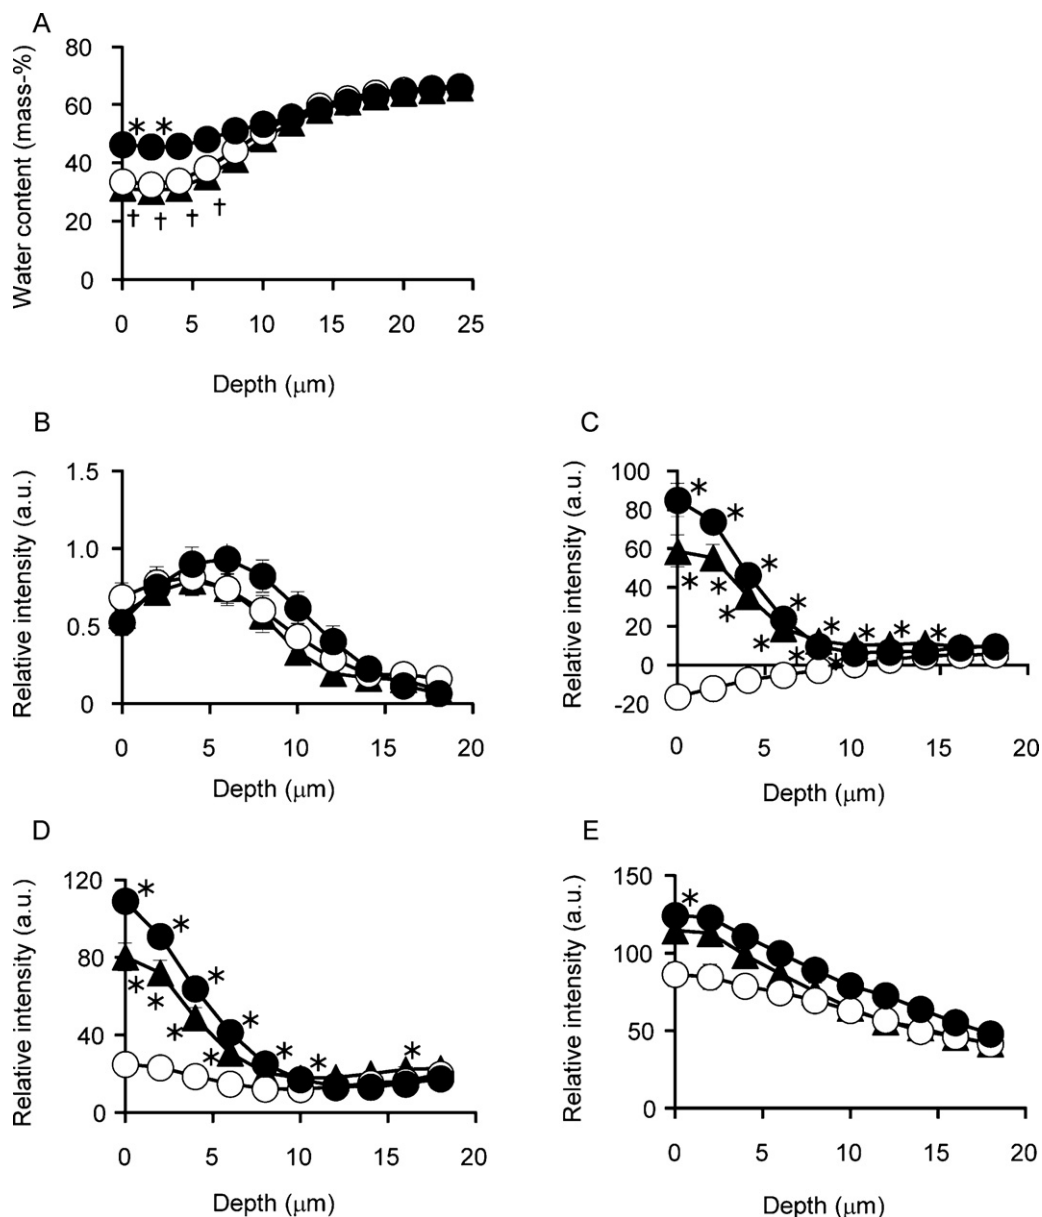 A
Water content (mass-%)
80
60
40
20
0
* *
† † † †
0 5 10 15 20 25
Depth (μm)
B
Relative intensity (a.u.)
1.5
1.0
0.5
0
0 5 10 15 20
Depth (μm)
C
Relative intensity (a.u.)
100
80
60
40
20
0
-20
* * * * * * * *
* * * * * *
0 5 10 15 20
Depth (μm)
D
Relative intensity (a.u.)
120
80
40
0
* * * * * * *
* * * *
0 5 10 15 20
Depth (μm)
E
Relative intensity (a.u.)
150
100
50
0
*
0 5 10 15 20
Depth (μm)